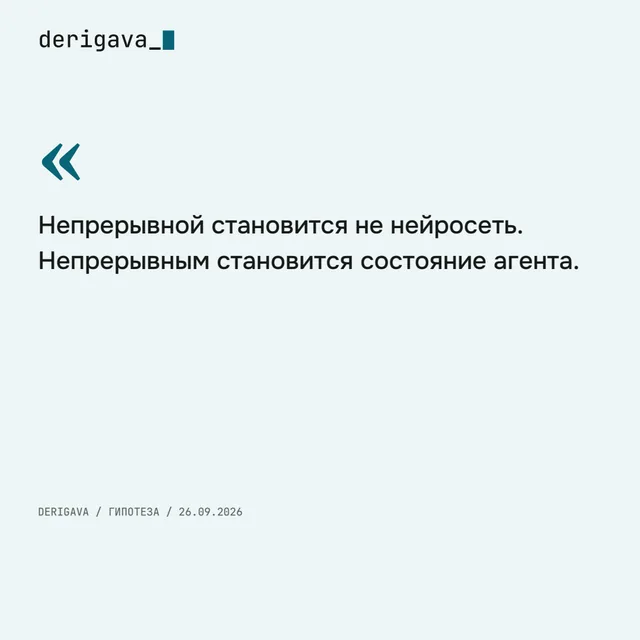 derigava_
«
Непрерывной становится не нейросеть.
Непрерывным становится состояние агента.
DERIGAVA / ГИПОТЕЗА / 26.09.2026